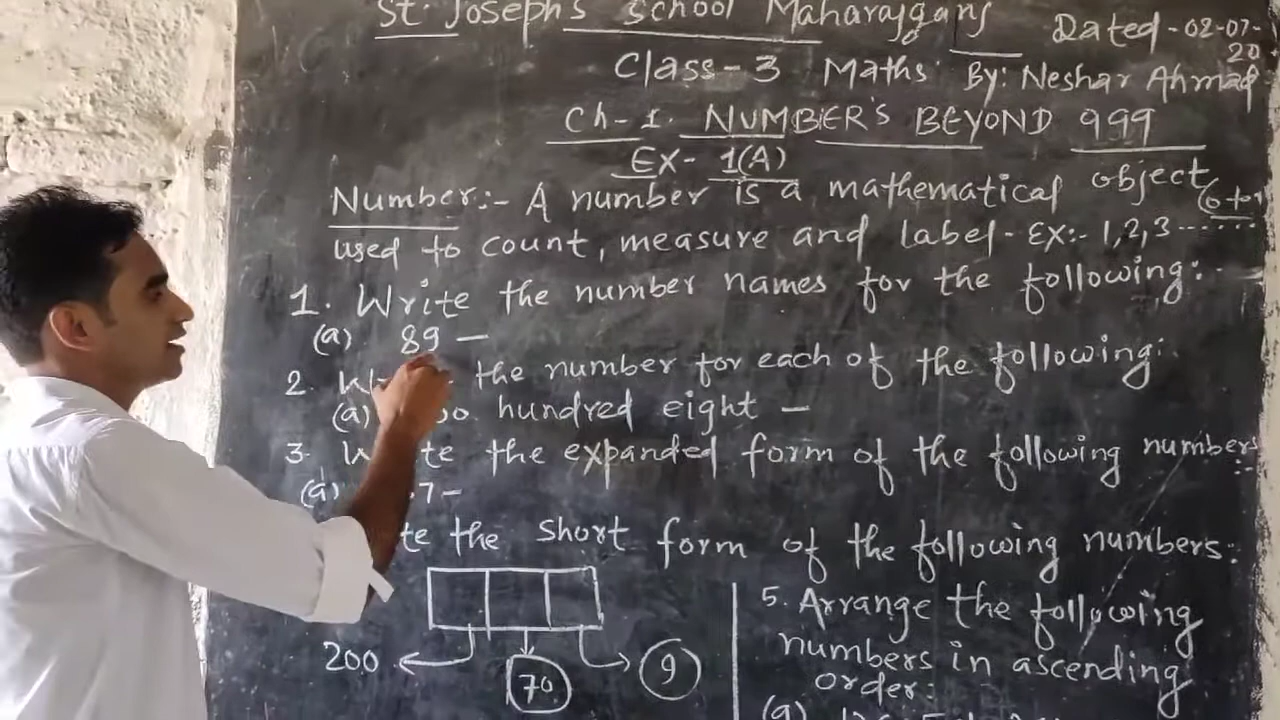 St. Joseph's School Maharajganj Dated-02-07-20
Class-3 Maths By: Neshar Ahmad
Ch-1. NUMBER'S BEYOND 999
EX- 1(A)
Number:- A number is a mathematical object
used to count, measure and label- EX:- 1,2,3......
1. Write the number names for the following:-
(a) 89 —
2. the number for each of the following:
(a) hundred eight —
3. the expanded form of the following numbers:
(a) 7-
the short form of the following numbers:
200 70 9
5. Arrange the following
numbers in ascending
order:
(a)